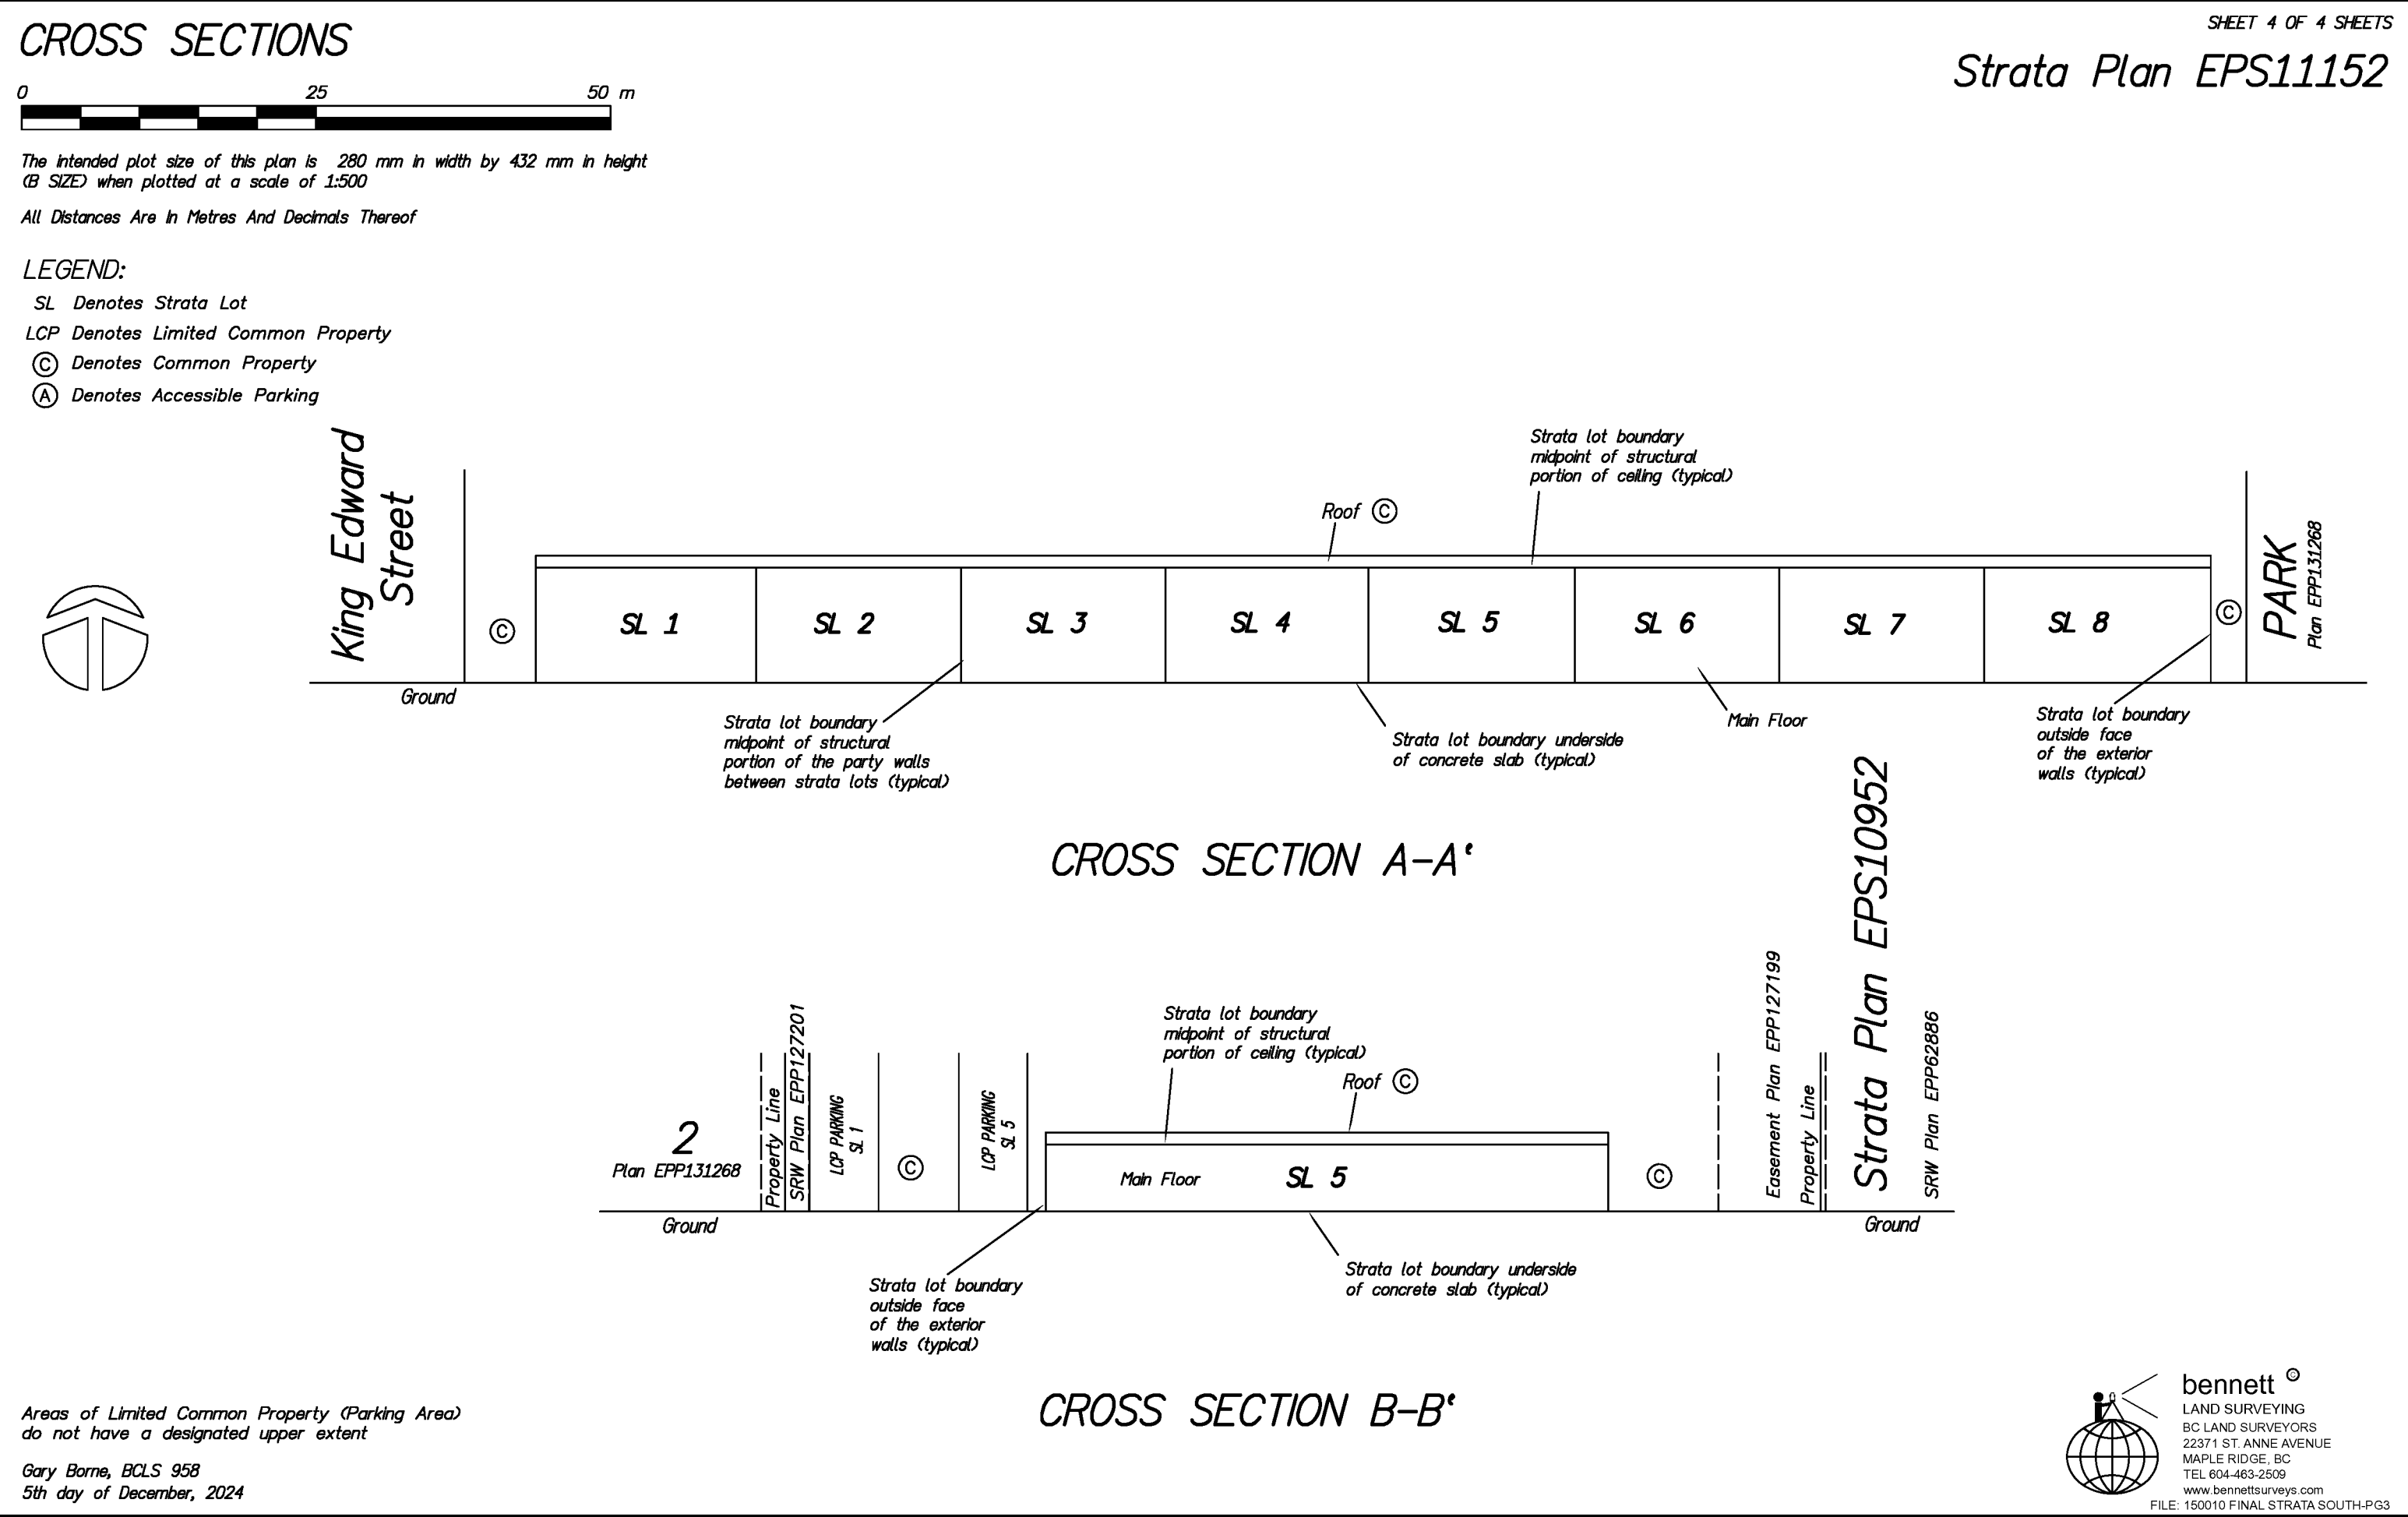 CROSS SECTIONS
SHEET 4 OF 4 SHEETS
Strata Plan EPS11152
0 25 50 m
The intended plot size of this plan is 280 mm in width by 432 mm in height
(B SIZE) when plotted at a scale of 1:500
All Distances Are In Metres And Decimals Thereof
LEGEND:
SL Denotes Strata Lot
LCP Denotes Limited Common Property
C Denotes Common Property
A Denotes Accessible Parking
King Edward
Street
Strata lot boundary
midpoint of structural
portion of ceiling (typical)
Roof C
C
SL 1
SL 2
SL 3
SL 4
SL 5
SL 6
SL 7
SL 8
C
PARK
Plan EPP131268
Ground
Strata lot boundary
midpoint of structural
portion of the party walls
between strata lots (typical)
Strata lot boundary underside
of concrete slab (typical)
Main Floor
Strata lot boundary
outside face
of the exterior
walls (typical)
CROSS SECTION A-A'
2
Plan EPP131268
Ground
Property Line
SRW Plan EPP127201
LCP PARKING
SL 1
C
LCP PARKING
SL 5
Strata lot boundary
midpoint of structural
portion of ceiling (typical)
Roof C
Main Floor
SL 5
C
Easement Plan EPP127199
Property Line
Strata Plan EPS10952
SRW Plan EPP62886
Ground
Strata lot boundary
outside face
of the exterior
walls (typical)
Strata lot boundary underside
of concrete slab (typical)
CROSS SECTION B-B'
Areas of Limited Common Property (Parking Area)
do not have a designated upper extent
Gary Borne, BCLS 958
5th day of December, 2024
bennett ©
LAND SURVEYING
BC LAND SURVEYORS
22371 ST. ANNE AVENUE
MAPLE RIDGE, BC
TEL 604-463-2509
www.bennettsurveys.com
FILE: 150010 FINAL STRATA SOUTH-PG3